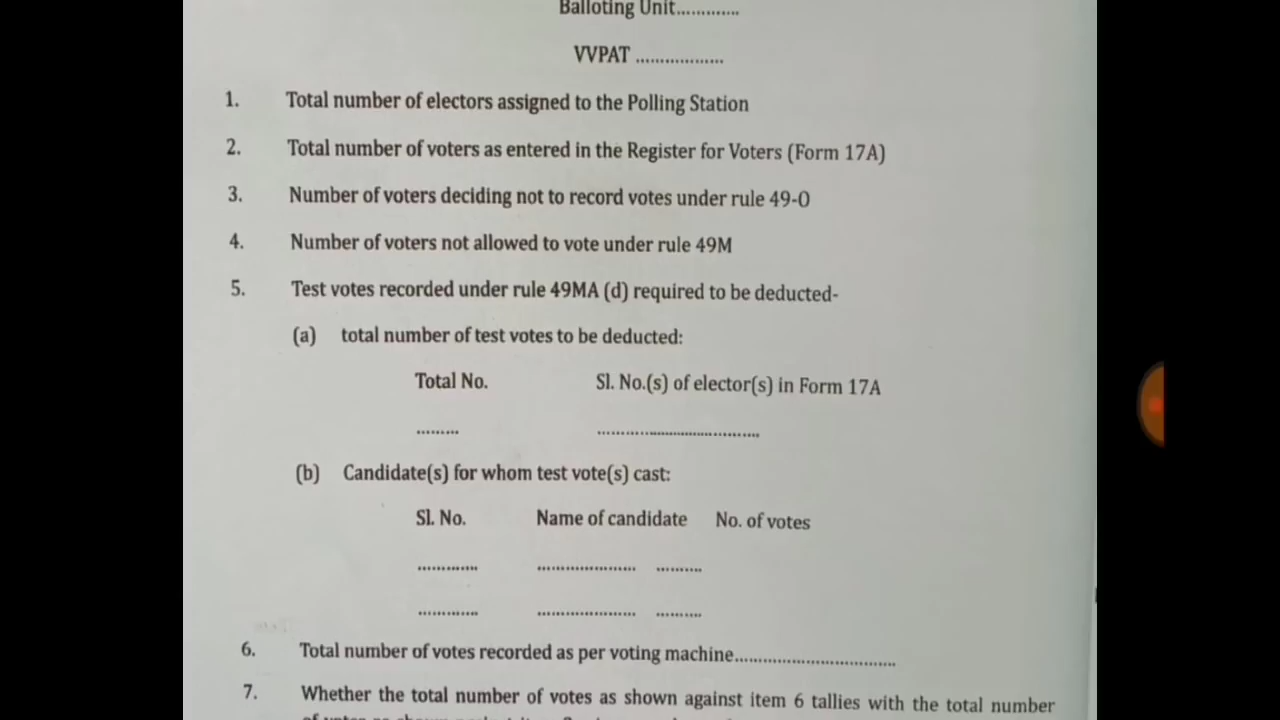 Balloting Unit.............
VVPAT ...................
1. Total number of electors assigned to the Polling Station
2. Total number of voters as entered in the Register for Voters (Form 17A)
3. Number of voters deciding not to record votes under rule 49-O
4. Number of voters not allowed to vote under rule 49M
5. Test votes recorded under rule 49MA (d) required to be deducted-
(a) total number of test votes to be deducted:
Total No. Sl. No.(s) of elector(s) in Form 17A
......... ...................................
(b) Candidate(s) for whom test vote(s) cast:
Sl. No. Name of candidate No. of votes
............. ..................... ..........
............. ..................... ..........
6. Total number of votes recorded as per voting machine..................................
7. Whether the total number of votes as shown against item 6 tallies with the total number